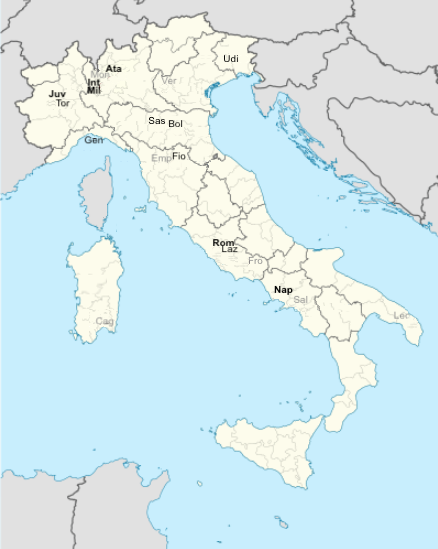 Udi
Ata
Mon
Ver
Int
Mil
Juv
Tor
Sas
Bol
Gen
Emp
Fio
Rom
Laz
Fro
Nap
Sal
Cag
Lec